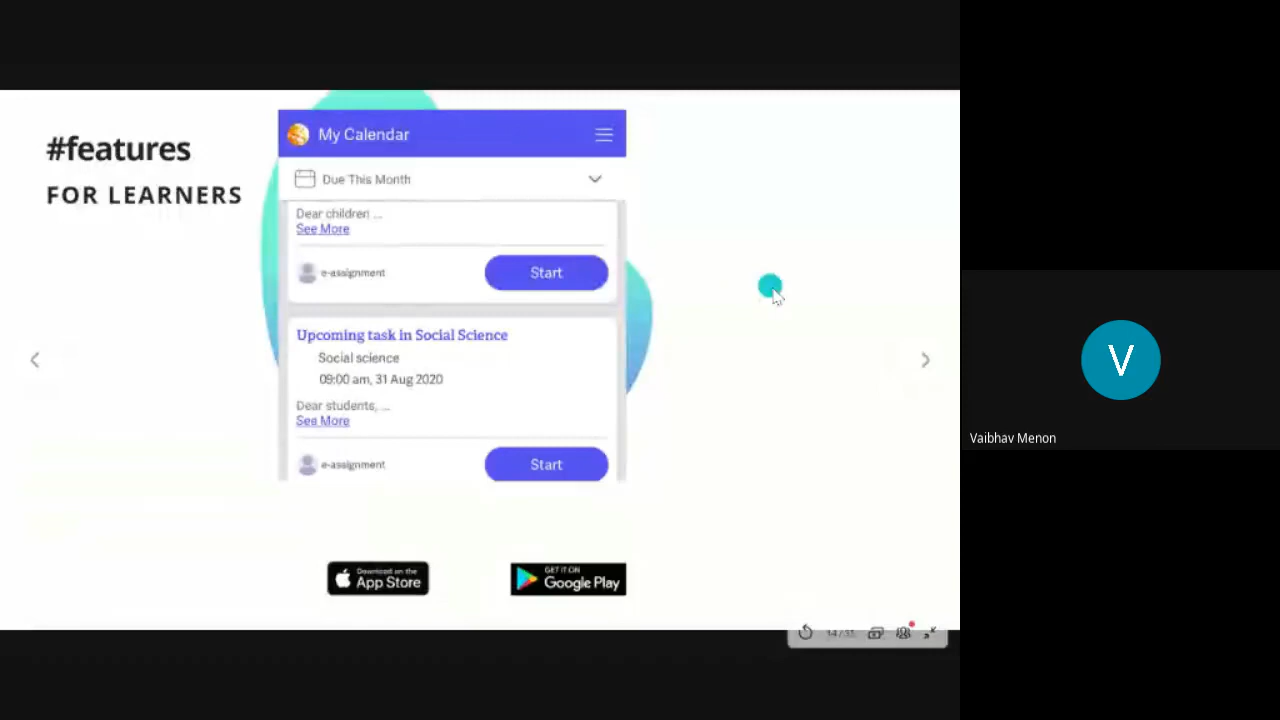 #features
FOR LEARNERS
My Calendar
Due This Month
Dear children ...
See More
e-assignment
Start
Upcoming task in Social Science
Social science
09:00 am, 31 Aug 2020
Dear students, ...
See More
e-assignment
Start
Download on the
App Store
GET IT ON
Google Play
V
Vaibhav Menon